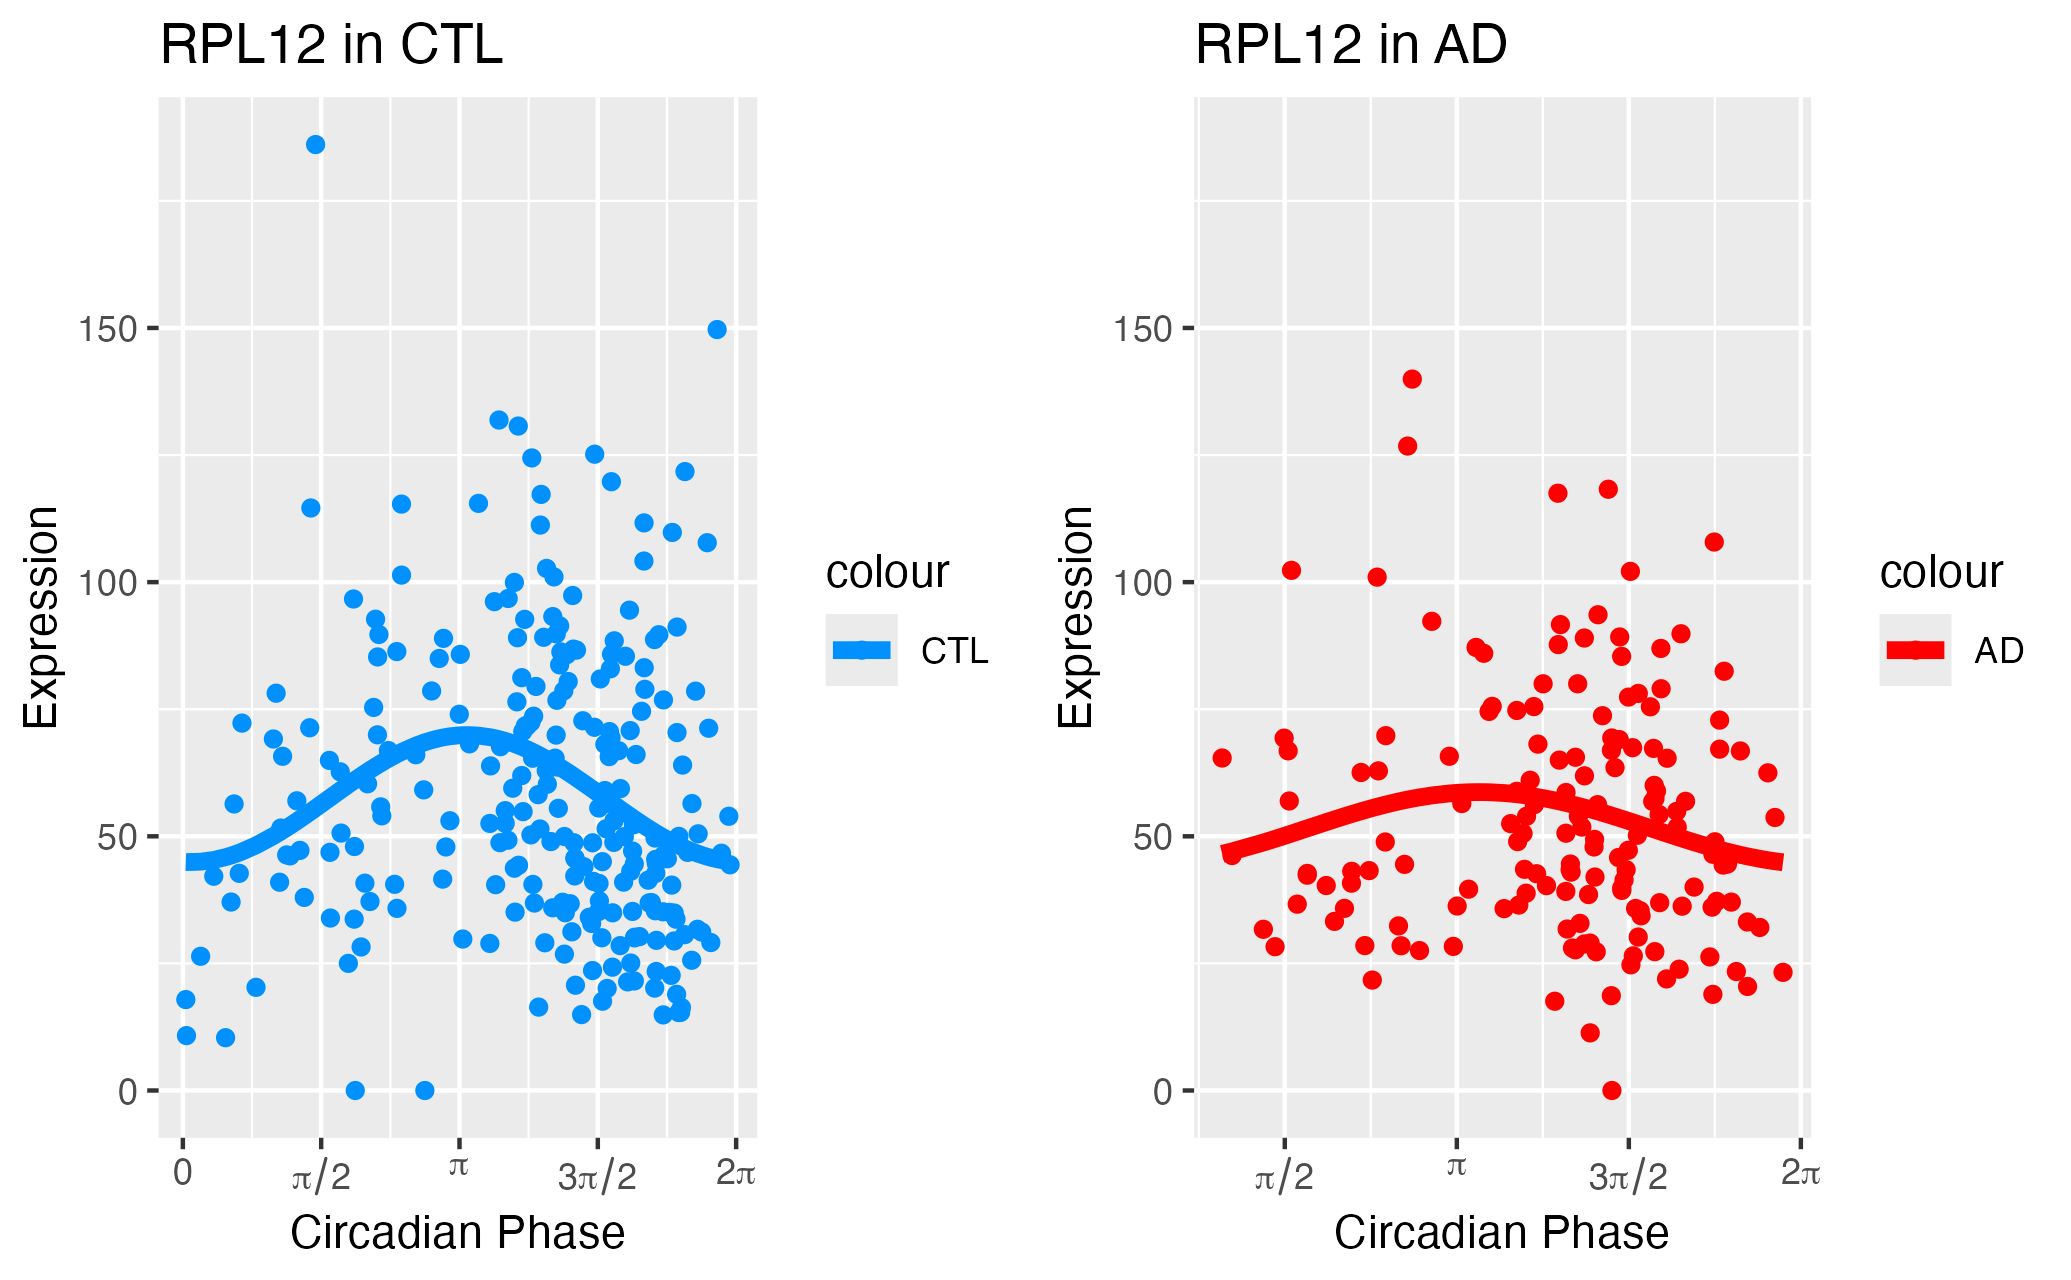 RPL12 in CTL
Expression
150
100
50
0
0 π/2 π 3π/2 2π
Circadian Phase
colour
CTL
RPL12 in AD
Expression
150
100
50
0
π/2 π 3π/2 2π
Circadian Phase
colour
AD